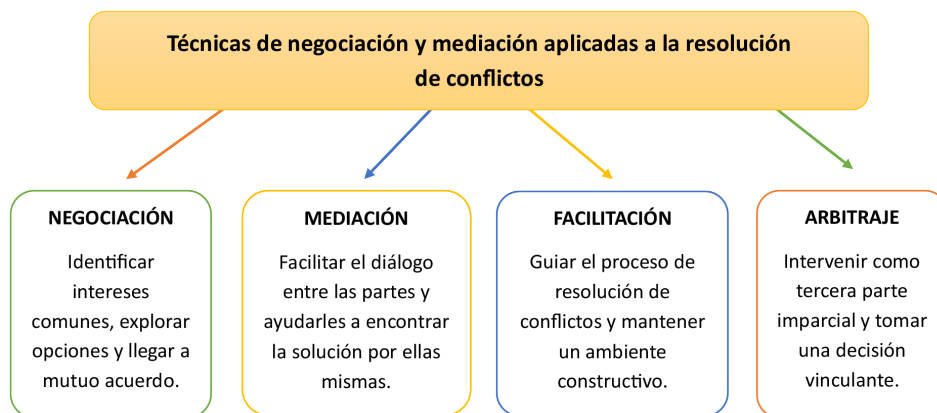 Técnicas de negociación y mediación aplicadas a la resolución
de conflictos
NEGOCIACIÓN
Identificar
intereses
comunes, explorar
opciones y llegar a
mutuo acuerdo.
MEDIACIÓN
Facilitar el diálogo
entre las partes y
ayudarles a encontrar
la solución por ellas
mismas.
FACILITACIÓN
Guiar el proceso de
resolución de
conflictos y mantener
un ambiente
constructivo.
ARBITRAJE
Intervenir como
tercera parte
imparcial y tomar
una decisión
vinculante.